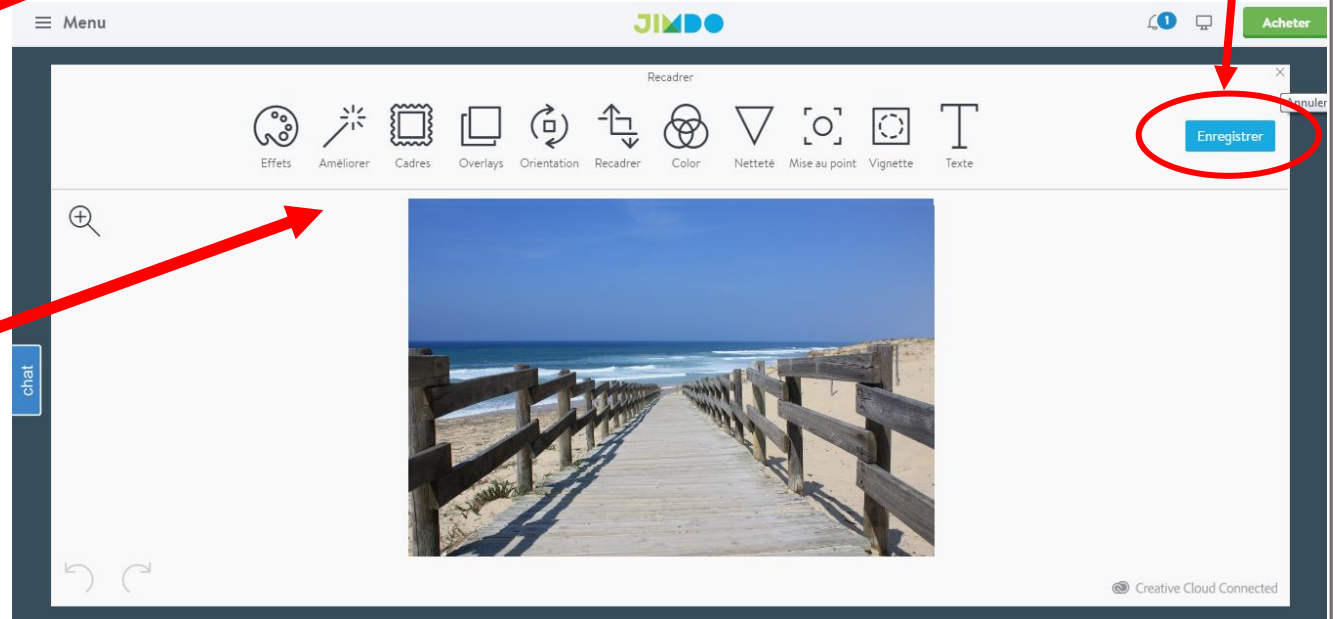 Menu
JIMDO
1
Acheter
Recadrer
Annuler
Effets
Améliorer
Cadres
Overlays
Orientation
Recadrer
Color
Netteté
Mise au point
Vignette
Texte
Enregistrer
chat
Creative Cloud Connected